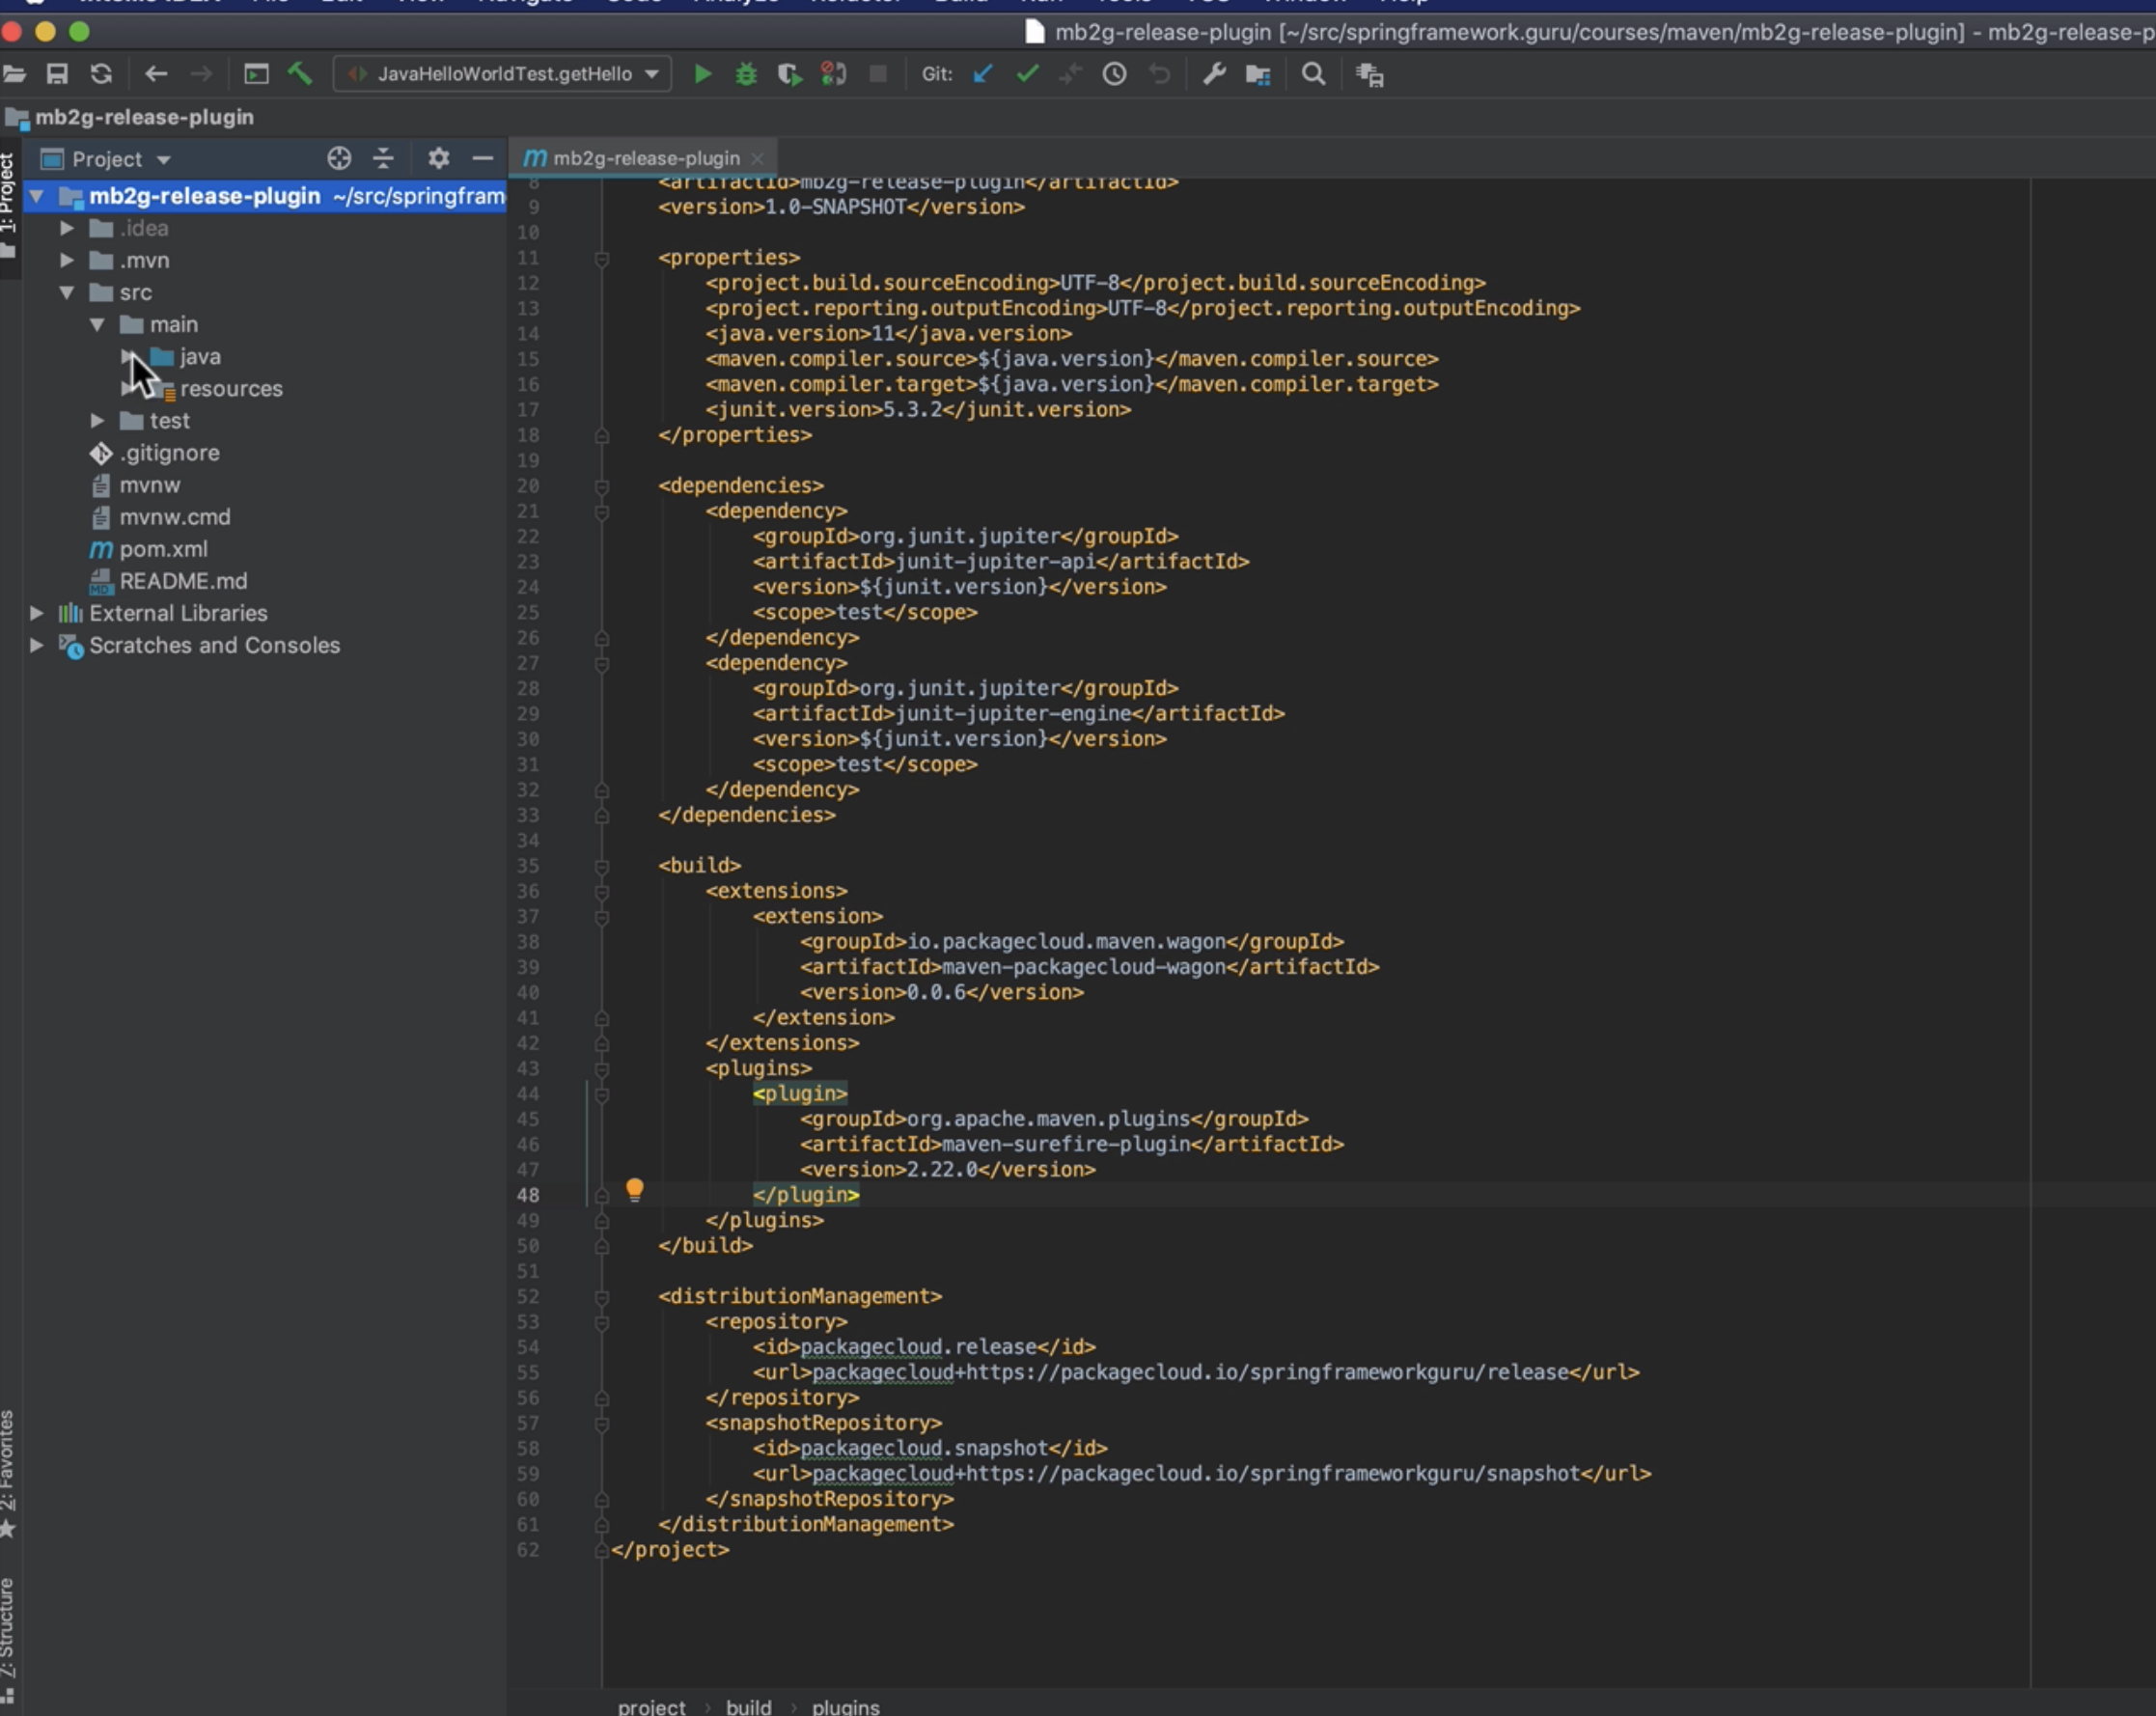 mb2g-release-plugin [~/src/springframework.guru/courses/maven/mb2g-release-plugin] - mb2g-release-p
JavaHelloWorldTest.getHello
Git:
mb2g-release-plugin
1: Project
Project
mb2g-release-plugin ~/src/springfram
.idea
.mvn
src
main
java
resources
test
.gitignore
mvnw
mvnw.cmd
pom.xml
README.md
External Libraries
Scratches and Consoles
2: Favorites
7: Structure
mb2g-release-plugin
8 <artifactId>mb2g-release-plugin</artifactId>
9 <version>1.0-SNAPSHOT</version>
10
11 <properties>
12 <project.build.sourceEncoding>UTF-8</project.build.sourceEncoding>
13 <project.reporting.outputEncoding>UTF-8</project.reporting.outputEncoding>
14 <java.version>11</java.version>
15 <maven.compiler.source>${java.version}</maven.compiler.source>
16 <maven.compiler.target>${java.version}</maven.compiler.target>
17 <junit.version>5.3.2</junit.version>
18 </properties>
19
20 <dependencies>
21 <dependency>
22 <groupId>org.junit.jupiter</groupId>
23 <artifactId>junit-jupiter-api</artifactId>
24 <version>${junit.version}</version>
25 <scope>test</scope>
26 </dependency>
27 <dependency>
28 <groupId>org.junit.jupiter</groupId>
29 <artifactId>junit-jupiter-engine</artifactId>
30 <version>${junit.version}</version>
31 <scope>test</scope>
32 </dependency>
33 </dependencies>
34
35 <build>
36 <extensions>
37 <extension>
38 <groupId>io.packagecloud.maven.wagon</groupId>
39 <artifactId>maven-packagecloud-wagon</artifactId>
40 <version>0.0.6</version>
41 </extension>
42 </extensions>
43 <plugins>
44 <plugin>
45 <groupId>org.apache.maven.plugins</groupId>
46 <artifactId>maven-surefire-plugin</artifactId>
47 <version>2.22.0</version>
48 </plugin>
49 </plugins>
50 </build>
51
52 <distributionManagement>
53 <repository>
54 <id>packagecloud.release</id>
55 <url>packagecloud+https://packagecloud.io/springframeworkguru/release</url>
56 </repository>
57 <snapshotRepository>
58 <id>packagecloud.snapshot</id>
59 <url>packagecloud+https://packagecloud.io/springframeworkguru/snapshot</url>
60 </snapshotRepository>
61 </distributionManagement>
62 </project>
project › build › plugins